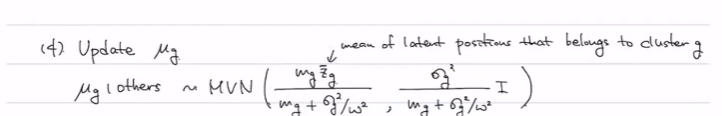 (4) Update μg
mean of latent positions that belongs to cluster g
μg | others ~ MVN ( mg z̄g / (mg + σg²/ω²) , σg² / (mg + σg²/ω²) I )